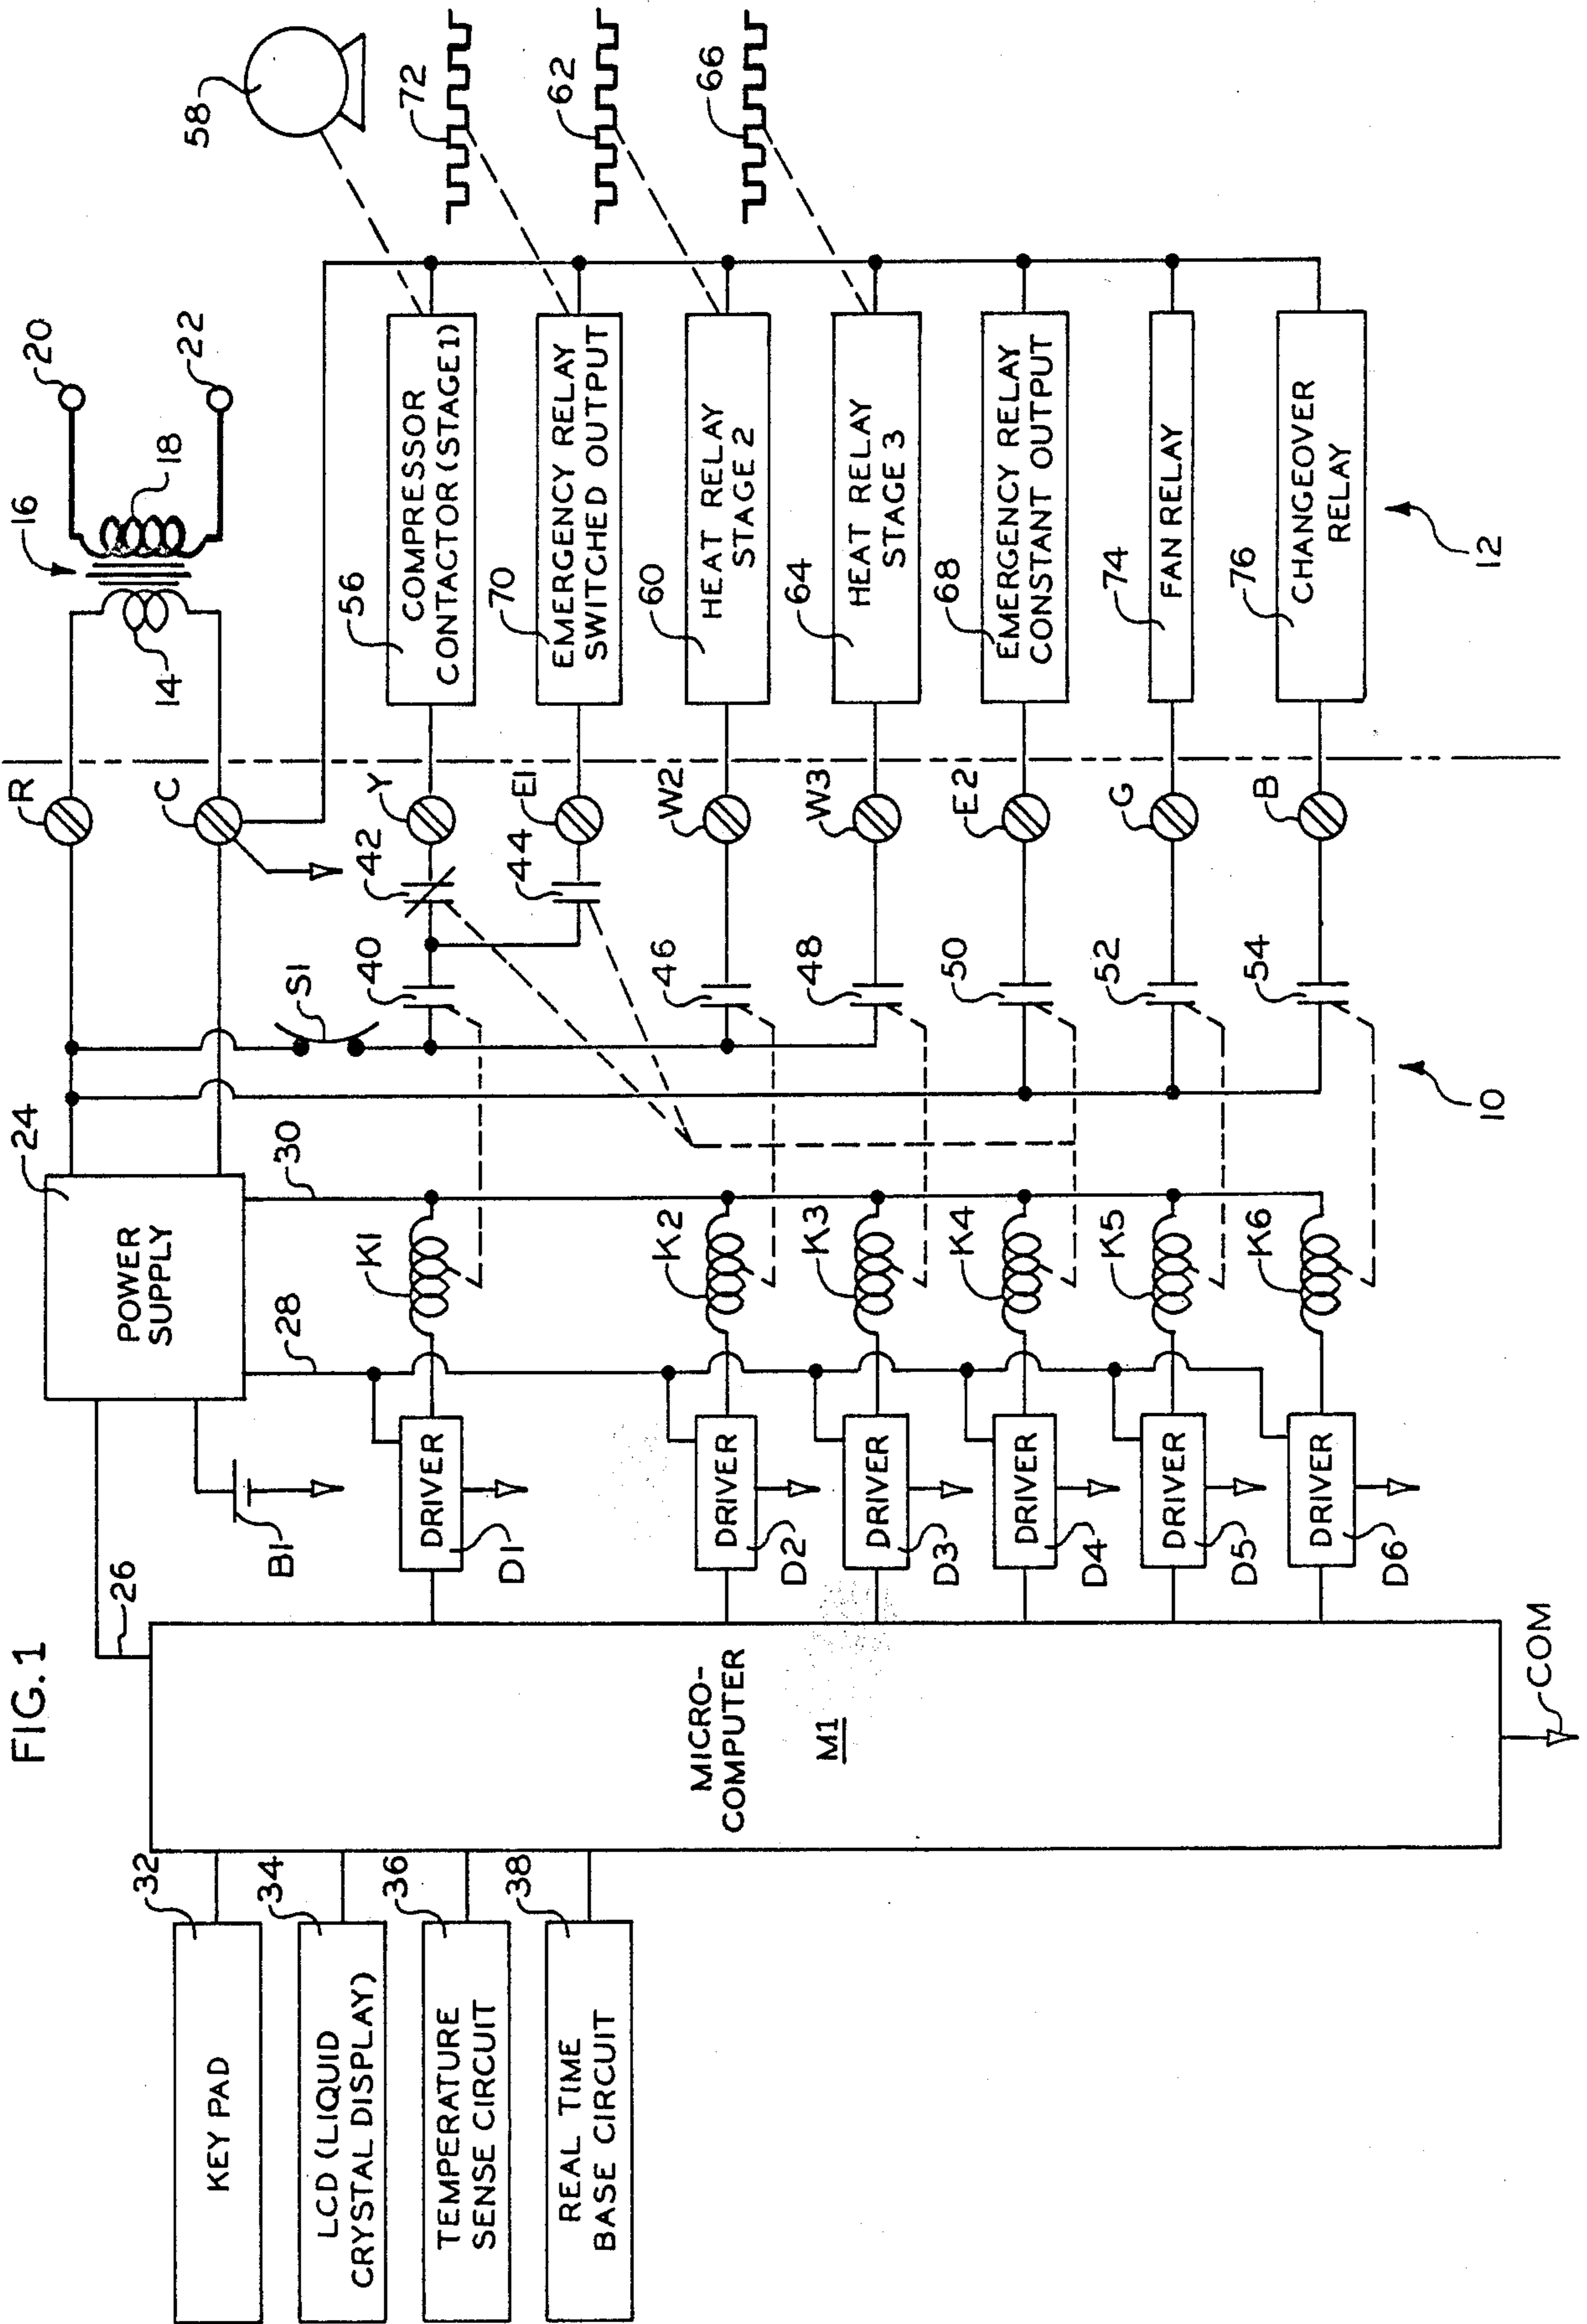 FIG.1
32
KEY PAD
34
LCD (LIQUID
CRYSTAL DISPLAY)
36
TEMPERATURE
SENSE CIRCUIT
38
REAL TIME
BASE CIRCUIT
MICRO-
COMPUTER
M1
COM
26
B1
24
POWER
SUPPLY
28
30
DRIVER
D1
DRIVER
D2
DRIVER
D3
DRIVER
D4
DRIVER
D5
DRIVER
D6
K1
K2
K3
K4
K5
K6
S1
40
42
44
46
48
50
52
54
10
R
C
Y
E1
W2
W3
E2
G
B
14
16
18
20
22
56
COMPRESSOR
CONTACTOR (STAGE 1)
70
EMERGENCY RELAY
SWITCHED OUTPUT
60
HEAT RELAY
STAGE 2
64
HEAT RELAY
STAGE 3
68
EMERGENCY RELAY
CONSTANT OUTPUT
74
FAN RELAY
76
CHANGEOVER
RELAY
12
58
72
62
66